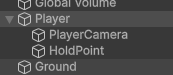 Global Volume
Player
PlayerCamera
HoldPoint
Ground